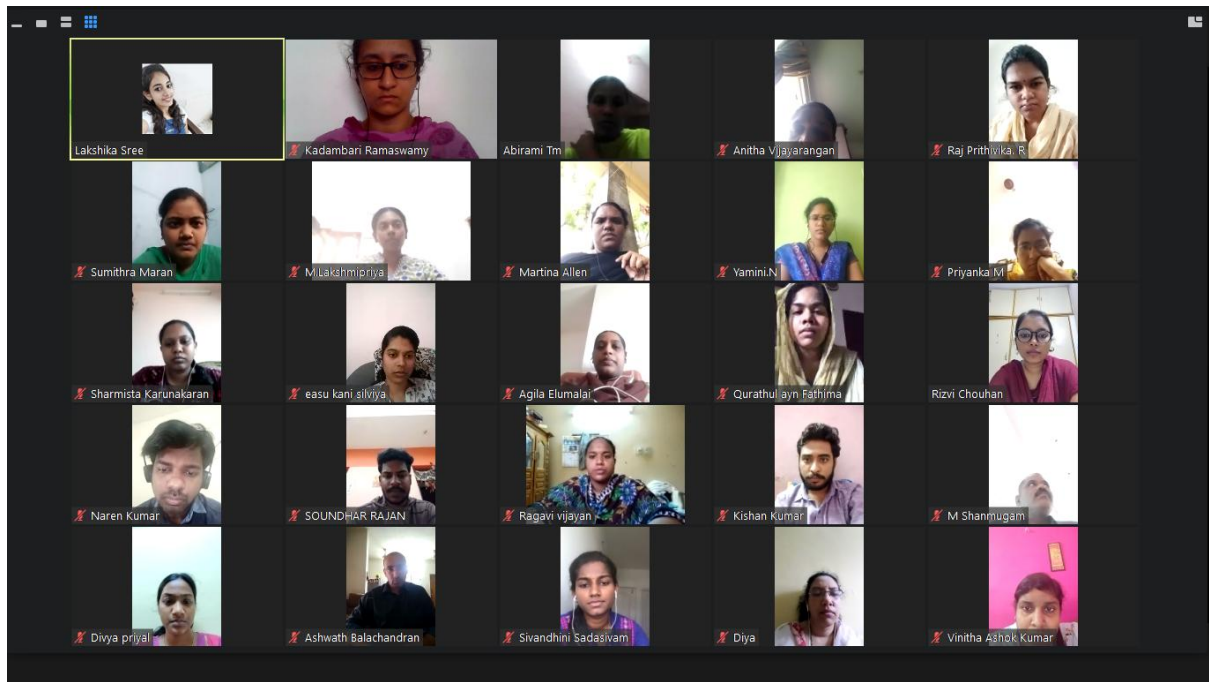 Lakshika Sree
Kadambari Ramaswamy
Abirami Tm
Anitha Vijayarangan
Raj Prithivika. R
Sumithra Maran
M Lakshmipriya
Martina Allen
Yamini.N
Priyanka M
Sharmista Karunakaran
easu kani silviya
Agila Elumalai
Qurathul ayn Fathima
Rizvi Chouhan
Naren Kumar
SOUNDHAR RAJAN
Ragavi vijayan
Kishan Kumar
M Shanmugam
Divya priyal
Ashwath Balachandran
Sivandhini Sadasivam
Diya
Vinitha Ashok Kumar